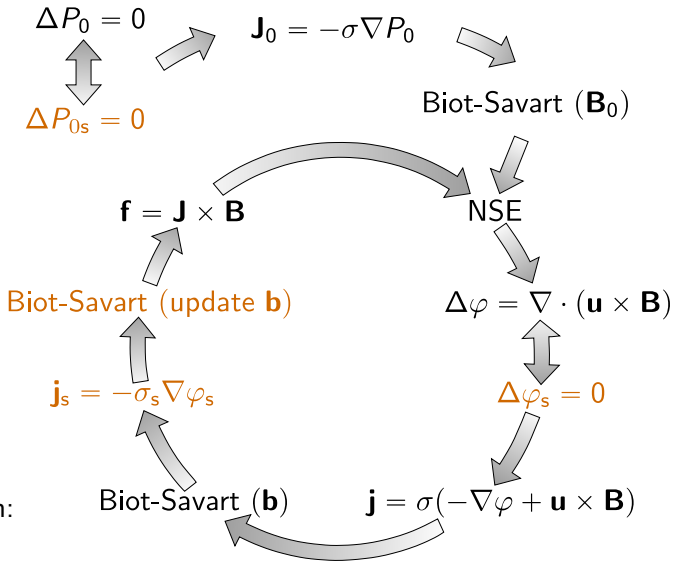 ΔP₀ = 0
J₀ = −σ∇P₀
ΔP₀ₛ = 0
Biot-Savart (B₀)
f = J × B
NSE
Biot-Savart (update b)
Δφ = ∇ · (u × B)
jₛ = −σₛ∇φₛ
Δφₛ = 0
n:
Biot-Savart (b)
j = σ(−∇φ + u × B)